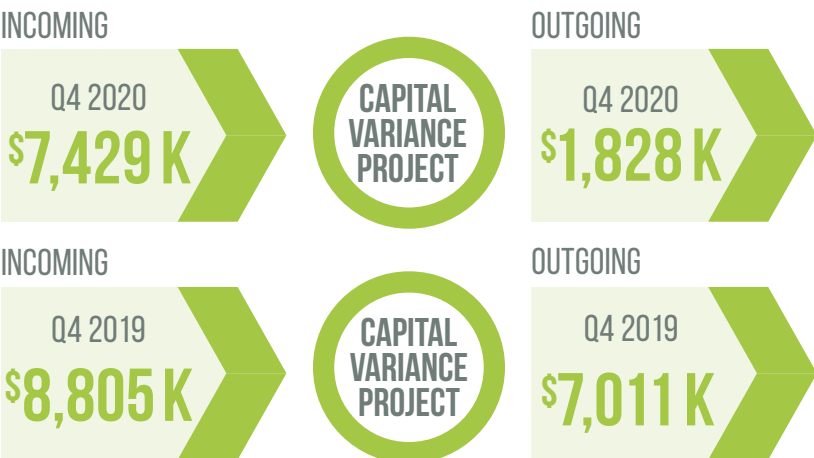 INCOMING
Q4 2020
$7,429 K
CAPITAL
VARIANCE
PROJECT
OUTGOING
Q4 2020
$1,828 K
INCOMING
Q4 2019
$8,805 K
CAPITAL
VARIANCE
PROJECT
OUTGOING
Q4 2019
$7,011 K